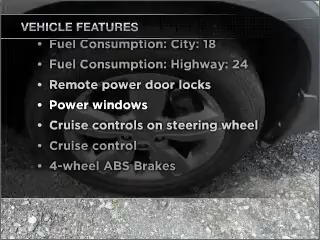 VEHICLE FEATURES
• Fuel Consumption: City: 18
• Fuel Consumption: Highway: 24
• Remote power door locks
• Power windows
• Cruise controls on steering wheel
• Cruise control
• 4-wheel ABS Brakes